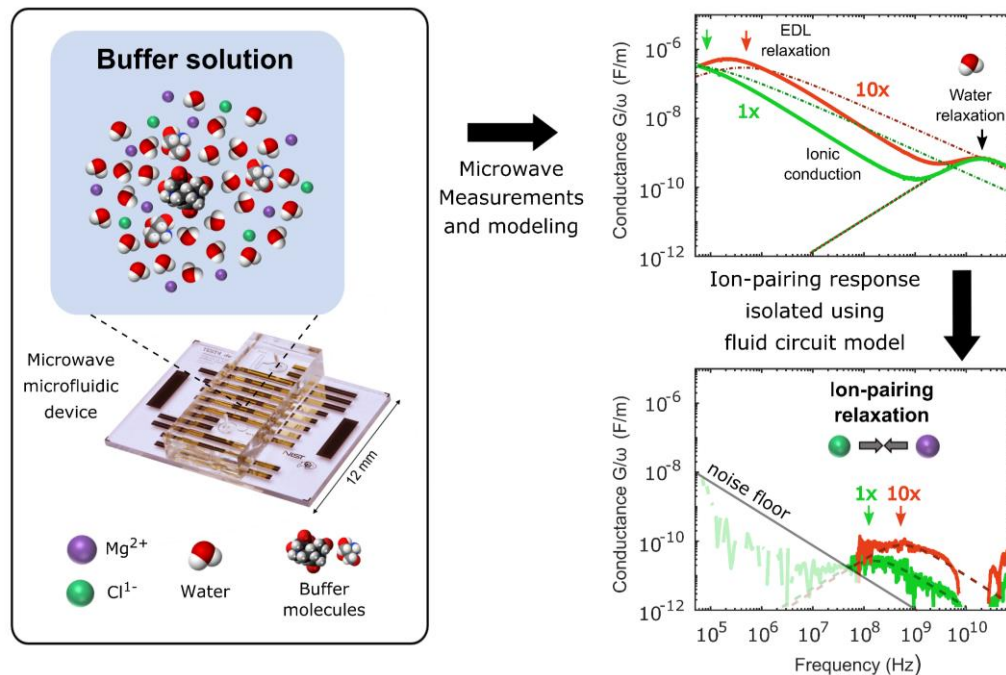 Buffer solution
Microwave
microfluidic
device
12 mm
NIST
Mg2+
Cl1-
Water
Buffer
molecules
Microwave
Measurements
and modeling
Conductance G/ω (F/m)
10-6
10-8
10-10
10-12
EDL
relaxation
1x
10x
Ionic
conduction
Water
relaxation
Ion-pairing response
isolated using
fluid circuit model
Conductance G/ω (F/m)
10-6
10-8
10-10
10-12
Ion-pairing
relaxation
noise floor
1x
10x
105
106
107
108
109
1010
Frequency (Hz)